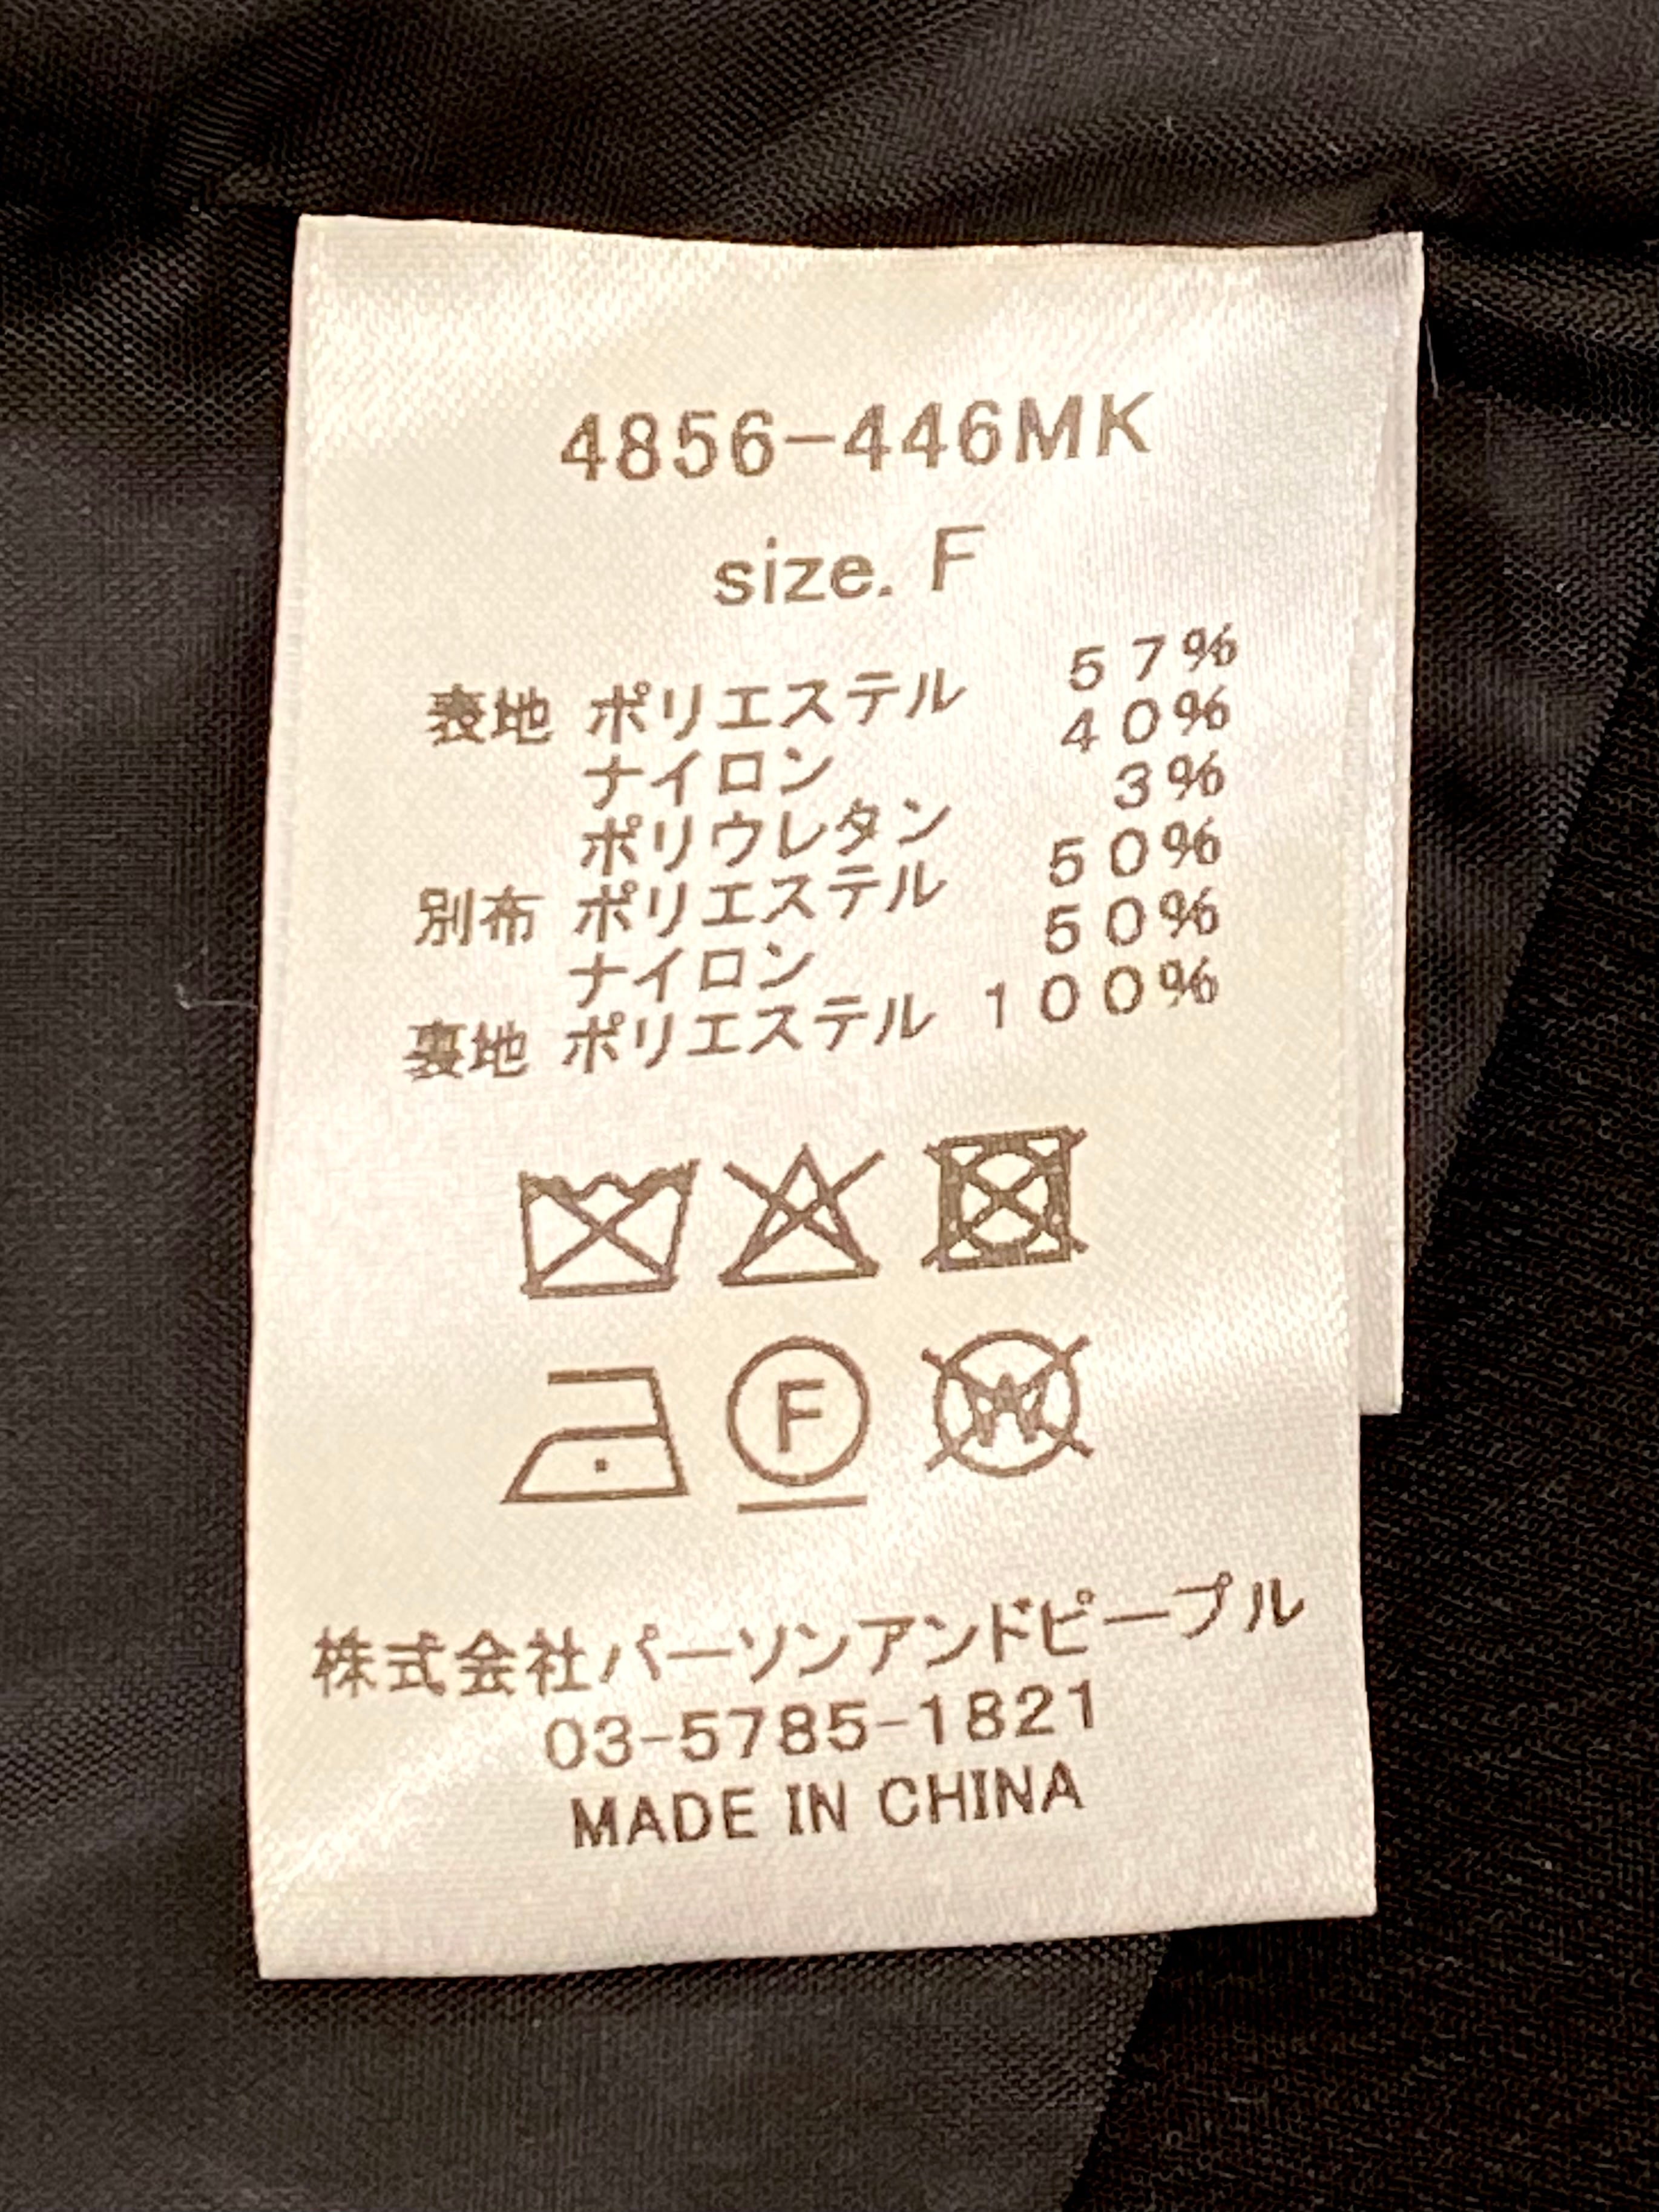 4856-446MK
size. F
表地 ポリエステル 57%
ナイロン 40%
ポリウレタン 3%
別布 ポリエステル 50%
ナイロン 50%
裏地 ポリエステル 100%
F W
株式会社パーソンアンドピープル
03-5785-1821
MADE IN CHINA